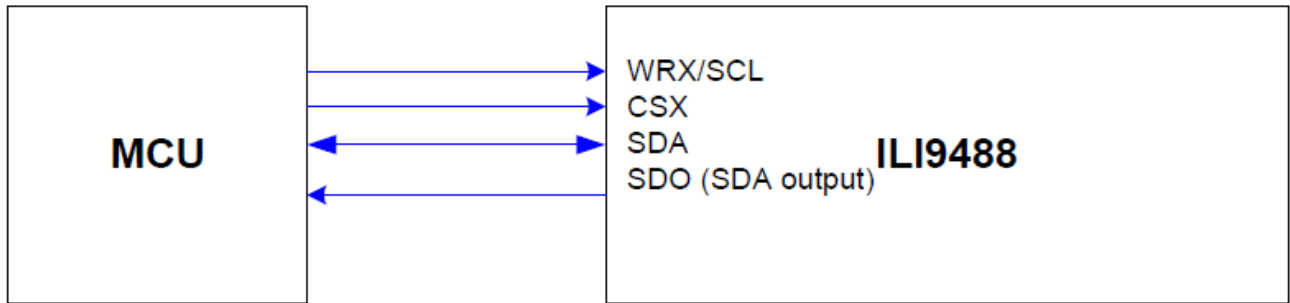 MCU
WRX/SCL
CSX
SDA
SDO (SDA output)
ILI9488